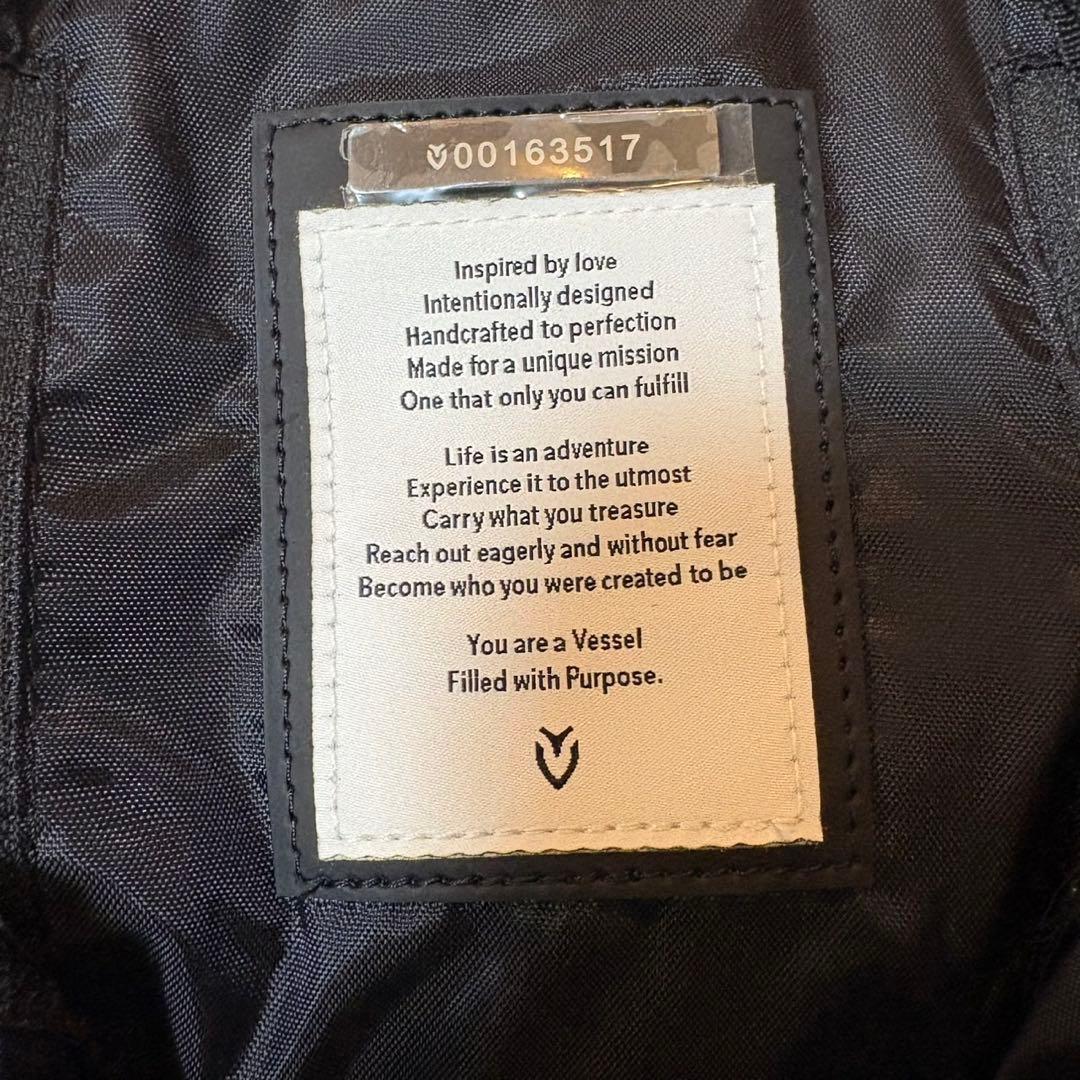 00163517
Inspired by love
Intentionally designed
Handcrafted to perfection
Made for a unique mission
One that only you can fulfill
Life is an adventure
Experience it to the utmost
Carry what you treasure
Reach out eagerly and without fear
Become who you were created to be
You are a Vessel
Filled with Purpose.